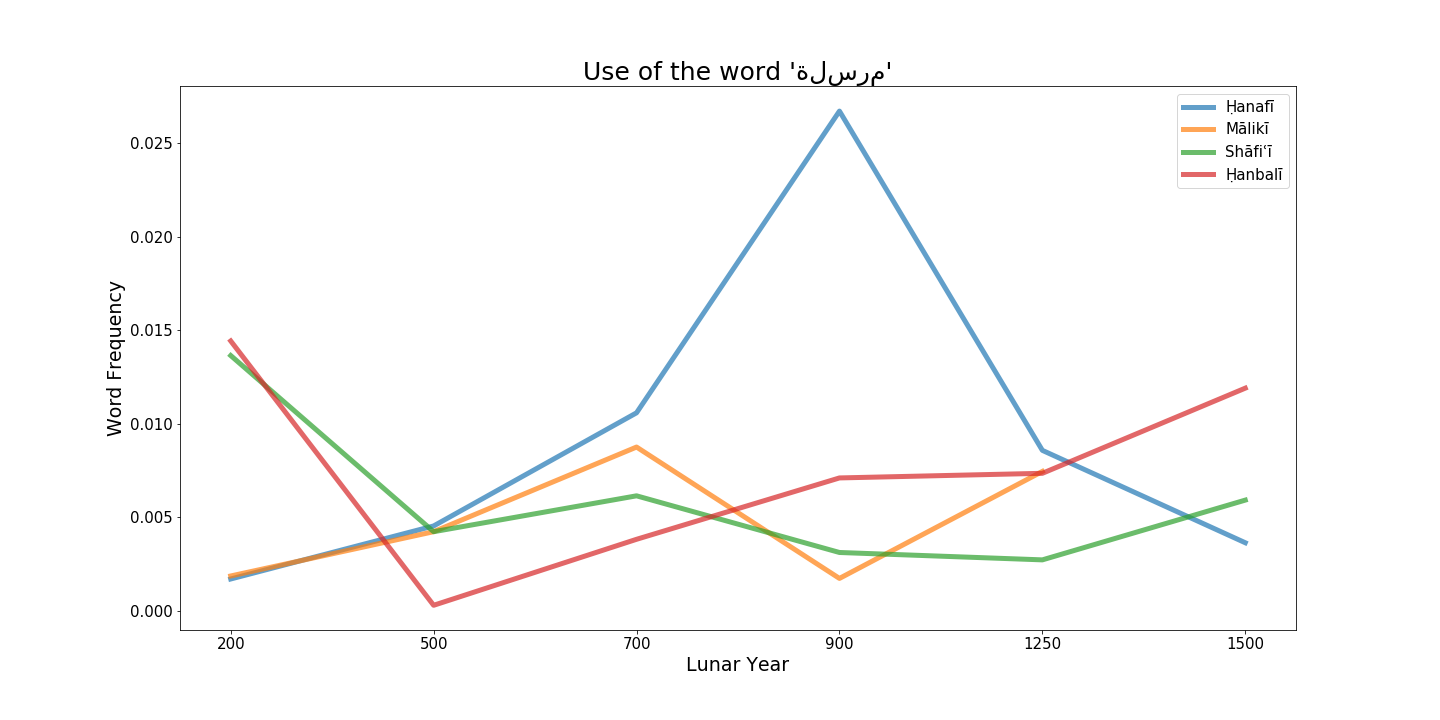 Use of the word 'مرسلة'
Ḥanafī
Mālikī
Shāfiʿī
Ḥanbalī
Word Frequency
0.025
0.020
0.015
0.010
0.005
0.000
200 500 700 900 1250 1500
Lunar Year